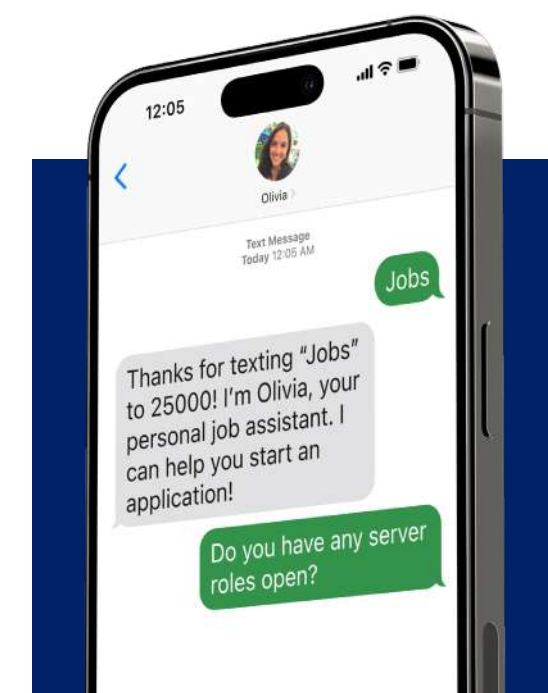 12:05
Olivia
Text Message
Today 12:05 AM
Jobs
Thanks for texting “Jobs”
to 25000! I'm Olivia, your
personal job assistant. I
can help you start an
application!
Do you have any server
roles open?